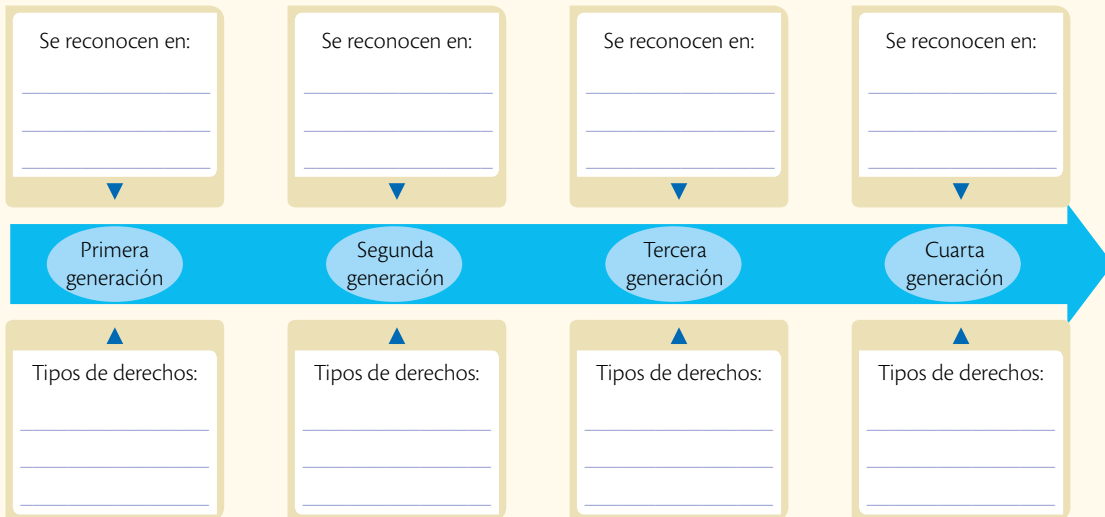 Se reconocen en:
Se reconocen en:
Se reconocen en:
Se reconocen en:
Primera
generación
Segunda
generación
Tercera
generación
Cuarta
generación
Tipos de derechos:
Tipos de derechos:
Tipos de derechos:
Tipos de derechos: